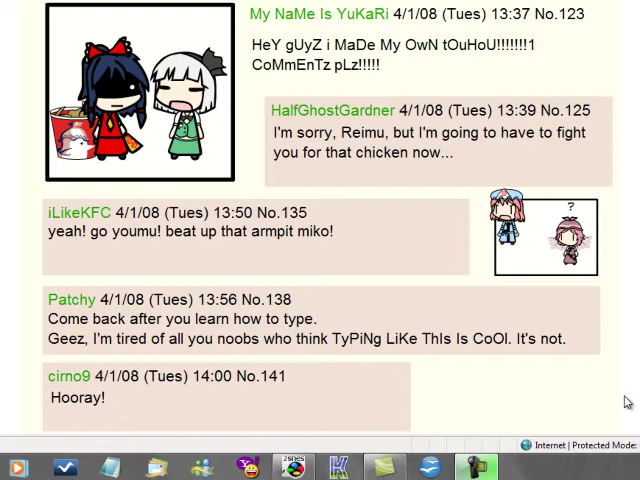 My NaMe Is YuKaRi 4/1/08 (Tues) 13:37 No.123
HeY gUyZ i MaDe My OwN tOuHoU!!!!!!!1
CoMmEnTz pLz!!!!!
HalfGhostGardner 4/1/08 (Tues) 13:39 No.125
I'm sorry, Reimu, but I'm going to have to fight
you for that chicken now...
iLikeKFC 4/1/08 (Tues) 13:50 No.135
yeah! go youmu! beat up that armpit miko!
?
Patchy 4/1/08 (Tues) 13:56 No.138
Come back after you learn how to type.
Geez, I'm tired of all you noobs who think TyPiNg LiKe ThIs Is CoOl. It's not.
cirno9 4/1/08 (Tues) 14:00 No.141
Hooray!
Internet | Protected Mode:
2snes